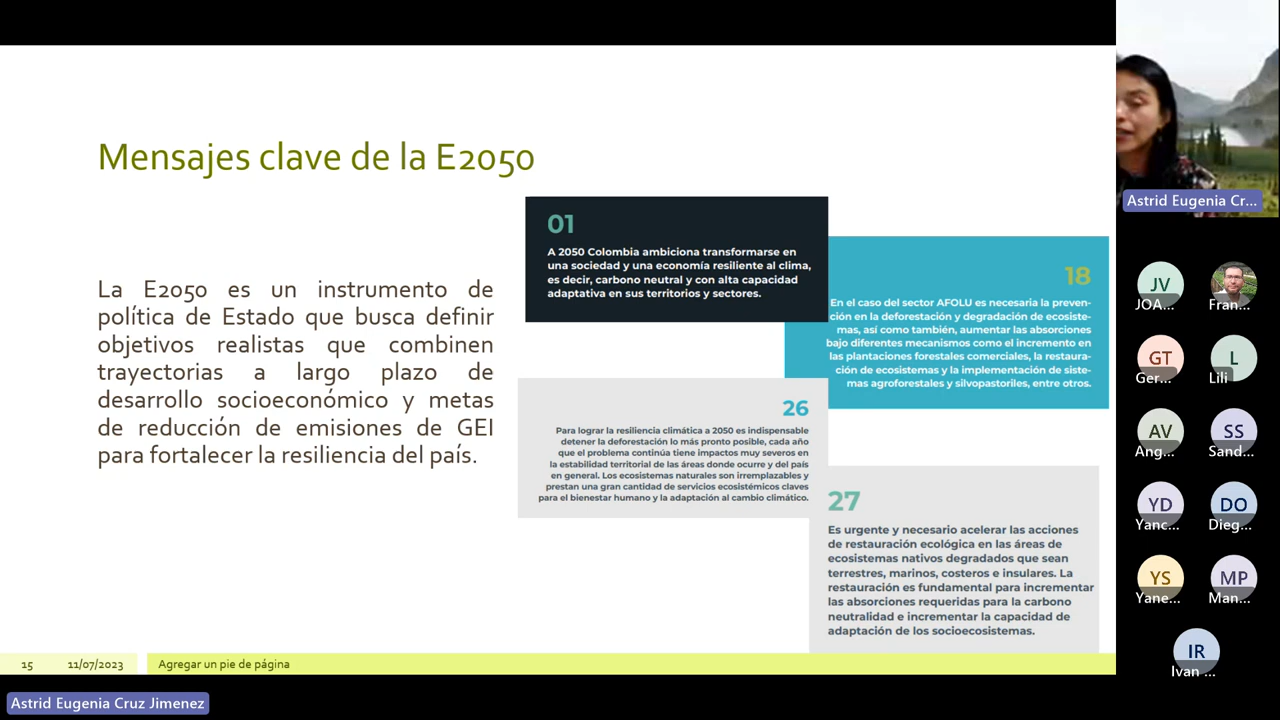 Mensajes clave de la E2050
La E2050 es un instrumento de
política de Estado que busca definir
objetivos realistas que combinen
trayectorias a largo plazo de
desarrollo socioeconómico y metas
de reducción de emisiones de GEI
para fortalecer la resiliencia del país.
01
A 2050 Colombia ambiciona transformarse en
una sociedad y una economía resiliente al clima,
es decir, carbono neutral y con alta capacidad
adaptativa en sus territorios y sectores.
18
En el caso del sector AFOLU es necesaria la preven-
ción en la deforestación y degradación de ecosiste-
mas, así como también, aumentar las absorciones
bajo diferentes mecanismos como el incremento en
las plantaciones forestales comerciales, la restaura-
ción de ecosistemas y la implementación de siste-
mas agroforestales y silvopastoriles, entre otros.
26
Para lograr la resiliencia climática a 2050 es indispensable
detener la deforestación lo más pronto posible, cada año
que el problema continúa tiene impactos muy severos en
la estabilidad territorial de las áreas donde ocurre y del país
en general. Los ecosistemas naturales son irremplazables y
prestan una gran cantidad de servicios ecosistémicos claves
para el bienestar humano y la adaptación al cambio climático.
27
Es urgente y necesario acelerar las acciones
de restauración ecológica en las áreas de
ecosistemas nativos degradados que sean
terrestres, marinos, costeros e insulares. La
restauración es fundamental para incrementar
las absorciones requeridas para la carbono
neutralidad e incrementar la capacidad de
adaptación de los socioecosistemas.
15
11/07/2023
Agregar un pie de página
Astrid Eugenia Cruz Jimenez
Astrid Eugenia Cr...
JV
JOA...
Fran...
GT
Ger...
L
Lili
AV
Ang...
SS
Sand...
YD
Yanc...
DO
Dieg...
YS
Yane...
MP
Man...
IR
Ivan ...